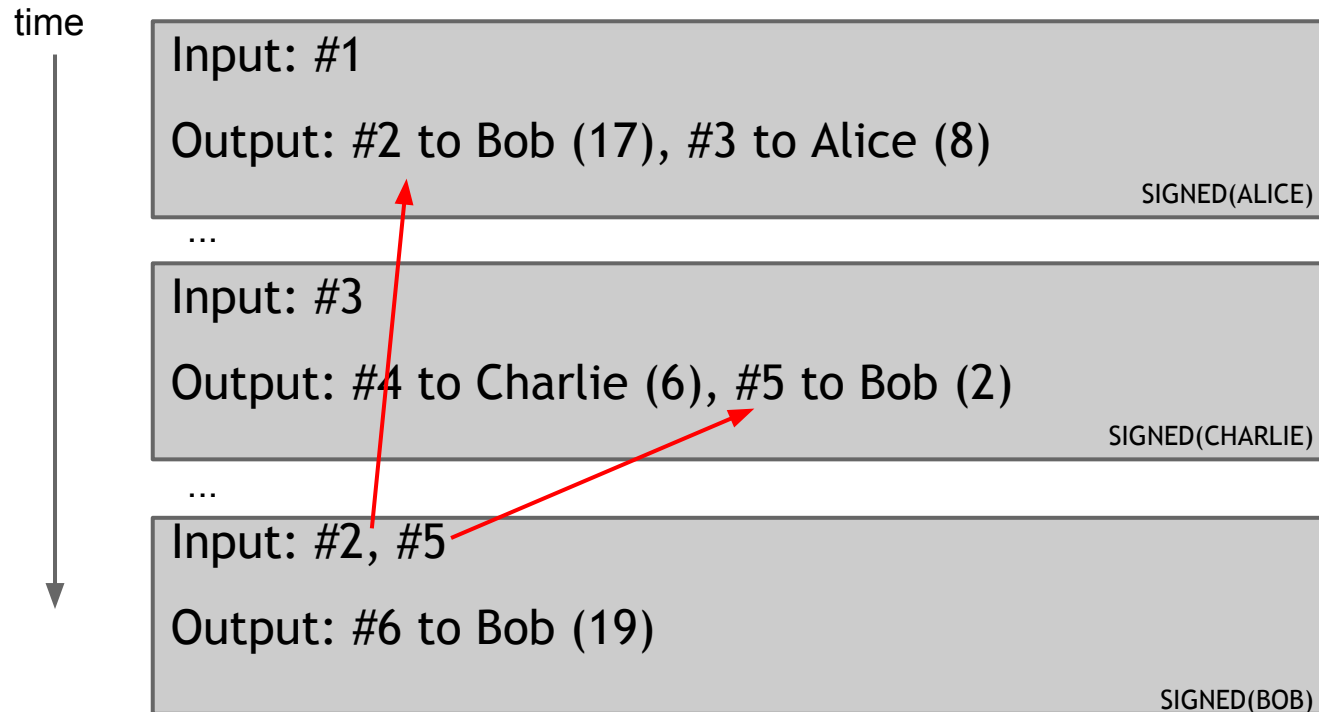 time
Input: #1
Output: #2 to Bob (17), #3 to Alice (8)
SIGNED(ALICE)
...
Input: #3
Output: #4 to Charlie (6), #5 to Bob (2)
SIGNED(CHARLIE)
...
Input: #2, #5
Output: #6 to Bob (19)
SIGNED(BOB)